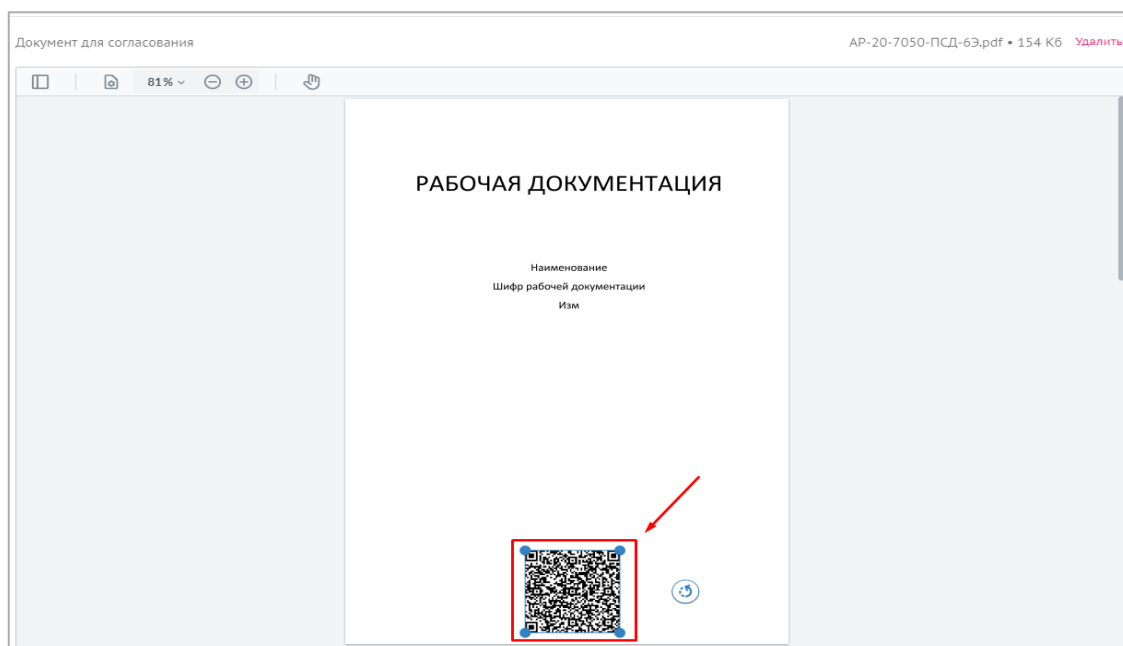 Документ для согласования
АР-20-7050-ПСД-6Э.pdf • 154 Кб Удалить
81%
РАБОЧАЯ ДОКУМЕНТАЦИЯ
Наименование
Шифр рабочей документации
Изм